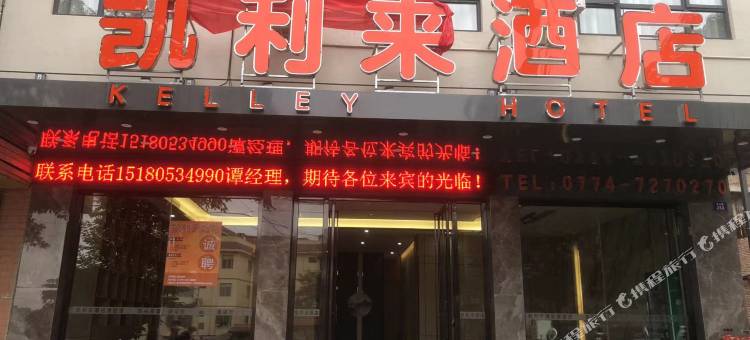 凯利来酒店
KELLEY HOTEL
联系电话15180534990谭经理，期待各位来宾的光临！
TEL:0774-7270270
诚聘
携程旅行